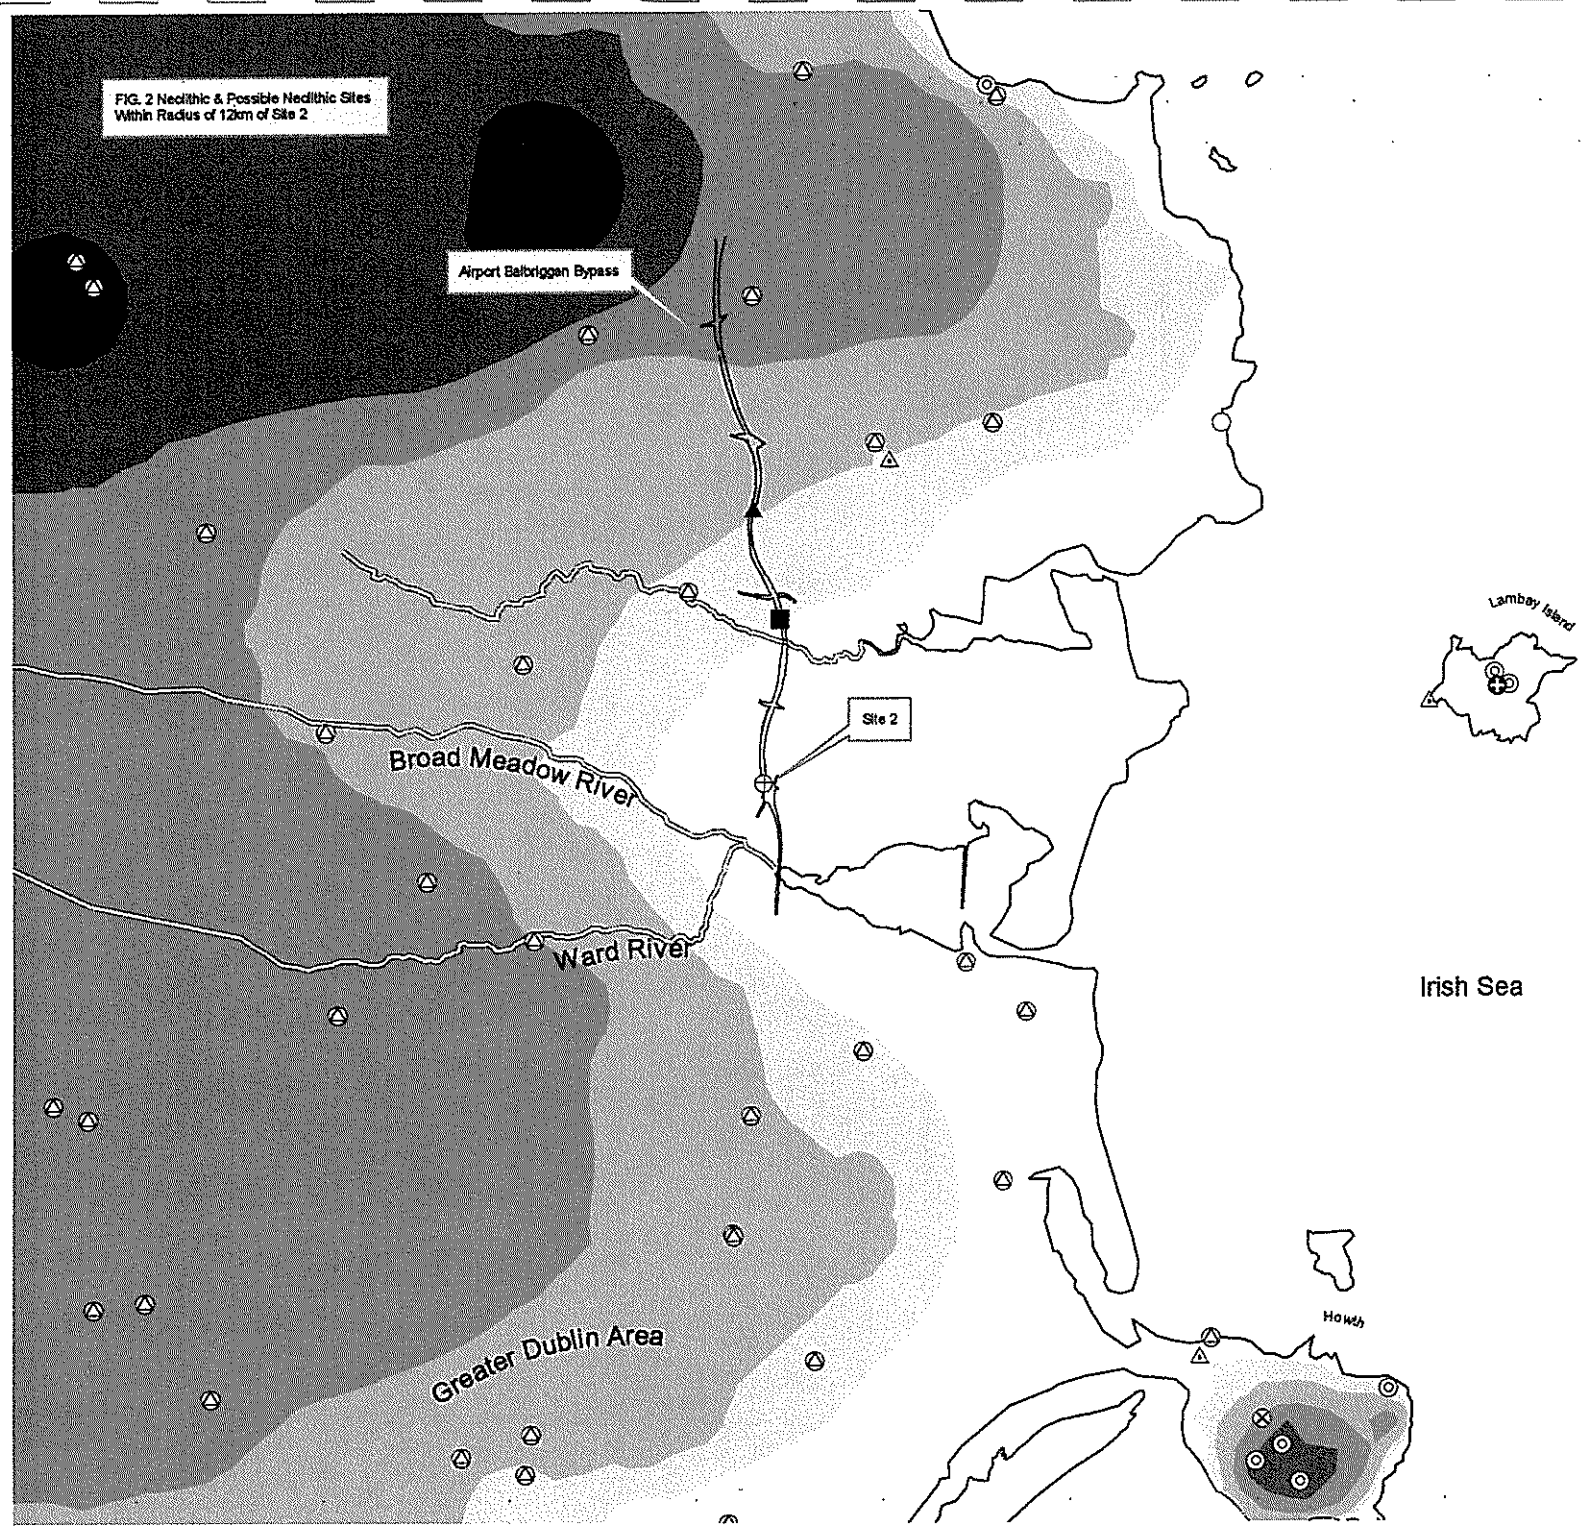 FIG. 2 Neolithic & Possible Neolithic Sites
Within Radius of 12km of Site 2
Airport Balbriggan Bypass
Lambay Island
Site 2
Broad Meadow River
Ward River
Irish Sea
Howth
Greater Dublin Area